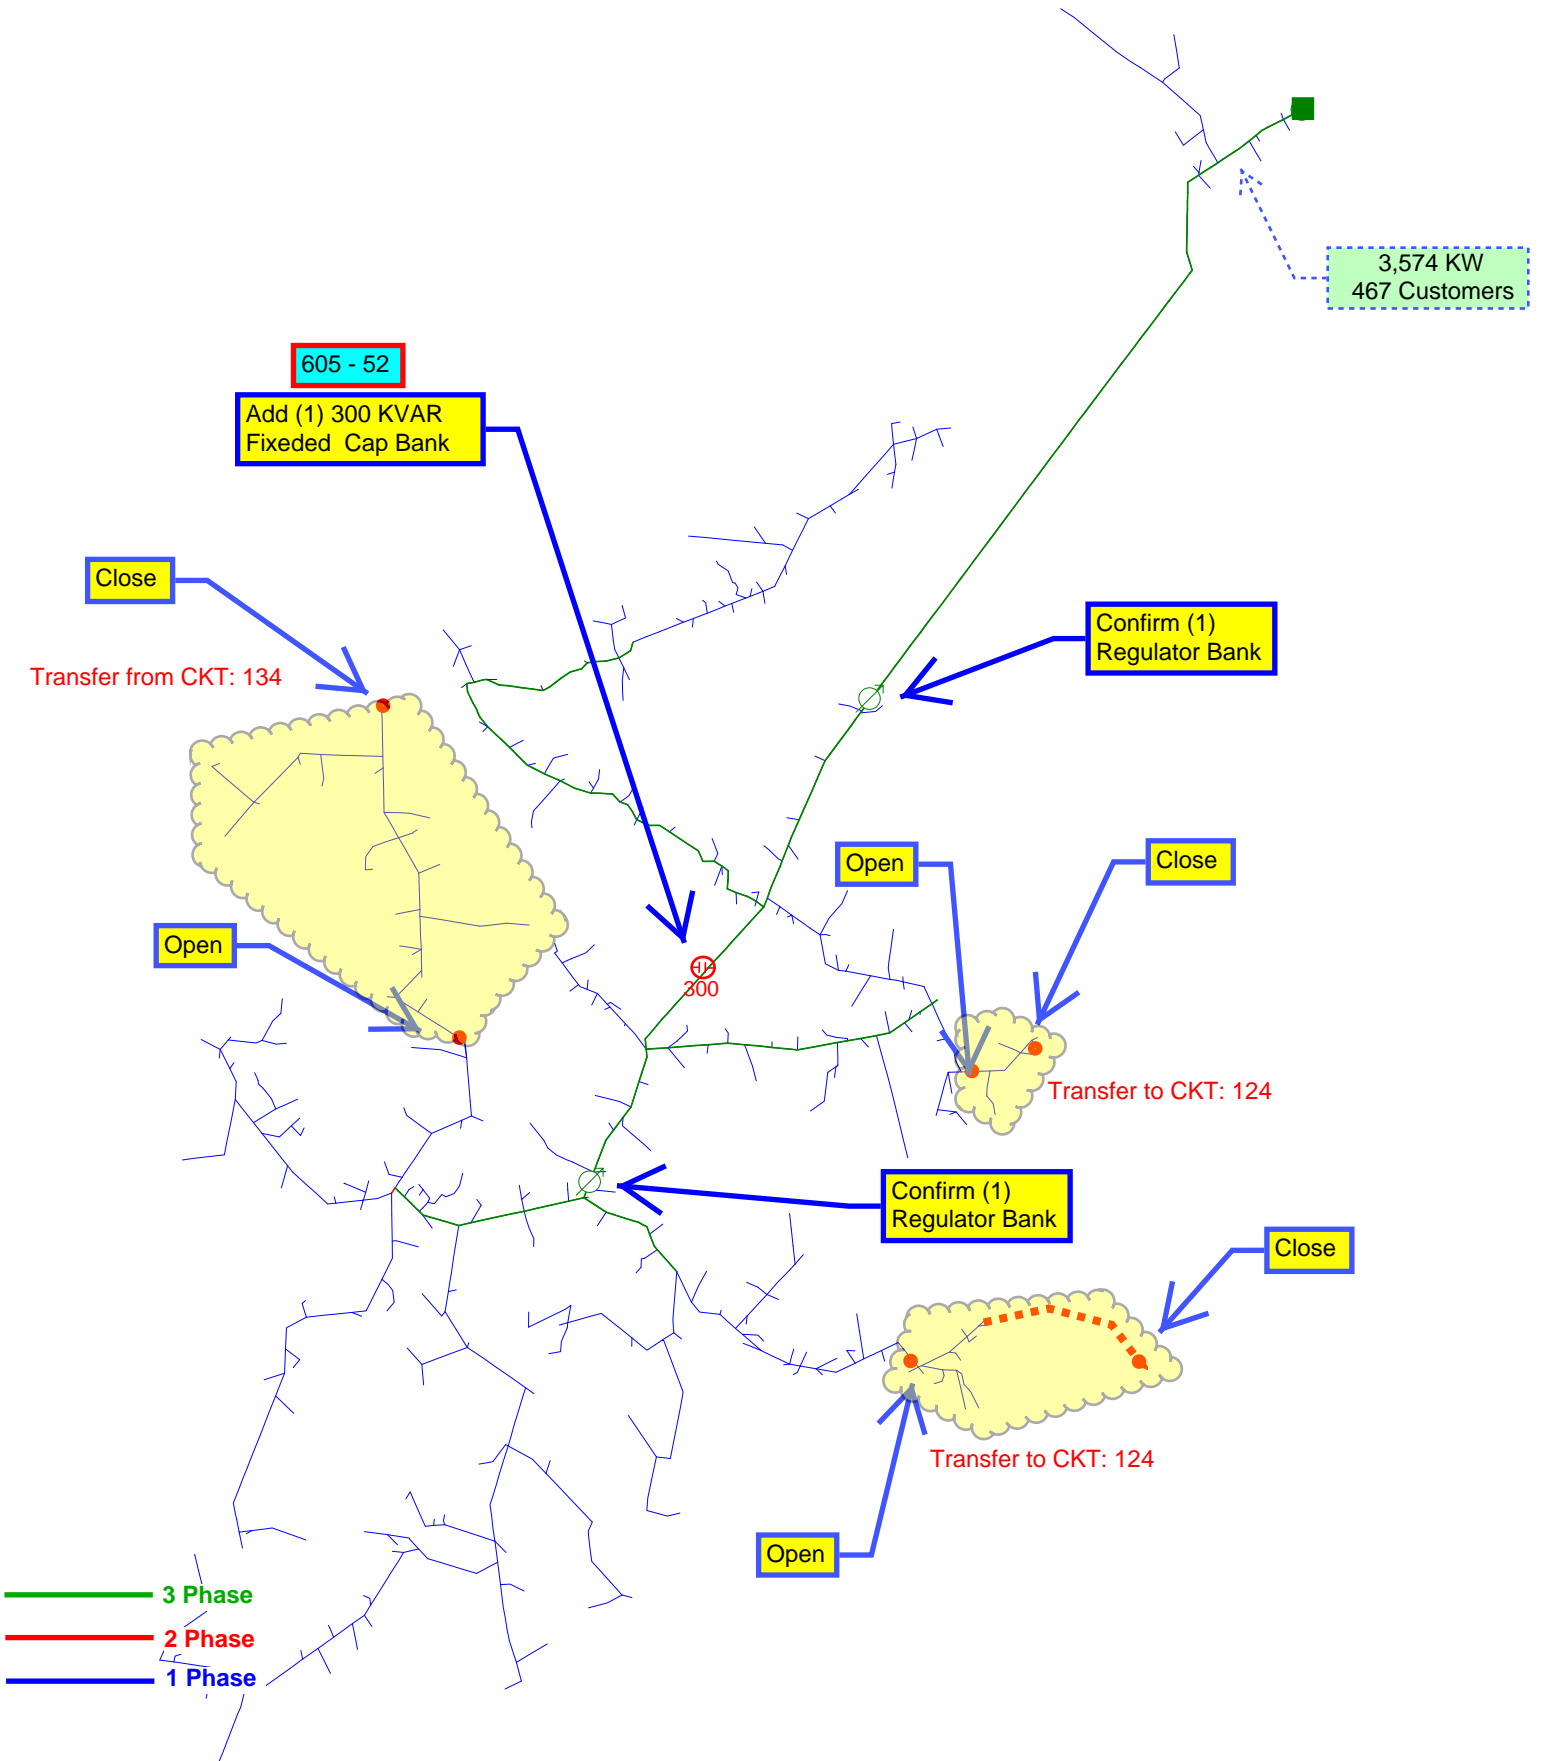 3,574 KW
467 Customers
605 - 52
Add (1) 300 KVAR
Fixeded  Cap Bank
Close
Confirm (1)
Regulator Bank
Transfer from CKT: 134
Open
Close
Open
300
Transfer to CKT: 124
Confirm (1)
Regulator Bank
Close
Transfer to CKT: 124
Open
3 Phase
2 Phase
1 Phase